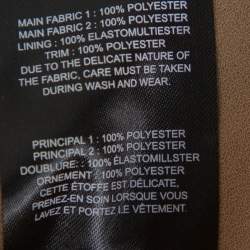 MAIN FABRIC 1 : 100% POLYESTER
MAIN FABRIC 2 : 100% POLYESTER
LINING : 100% ELASTOMULTIESTER
TRIM : 100% POLYESTER
DUE TO THE DELICATE NATURE OF
THE FABRIC, CARE MUST BE TAKEN
DURING WASH AND WEAR.
PRINCIPAL 1 : 100% POLYESTER
PRINCIPAL 2 : 100% POLYESTER
DOUBLURE : 100% ÉLASTOMILLSTER
ORNEMENT : 100% POLYESTER
CETTE ÉTOFFE EST DÉLICATE,
PRENEZ-EN SOIN LORSQUE VOUS
LAVEZ ET PORTEZ LE VÊTEMENT.